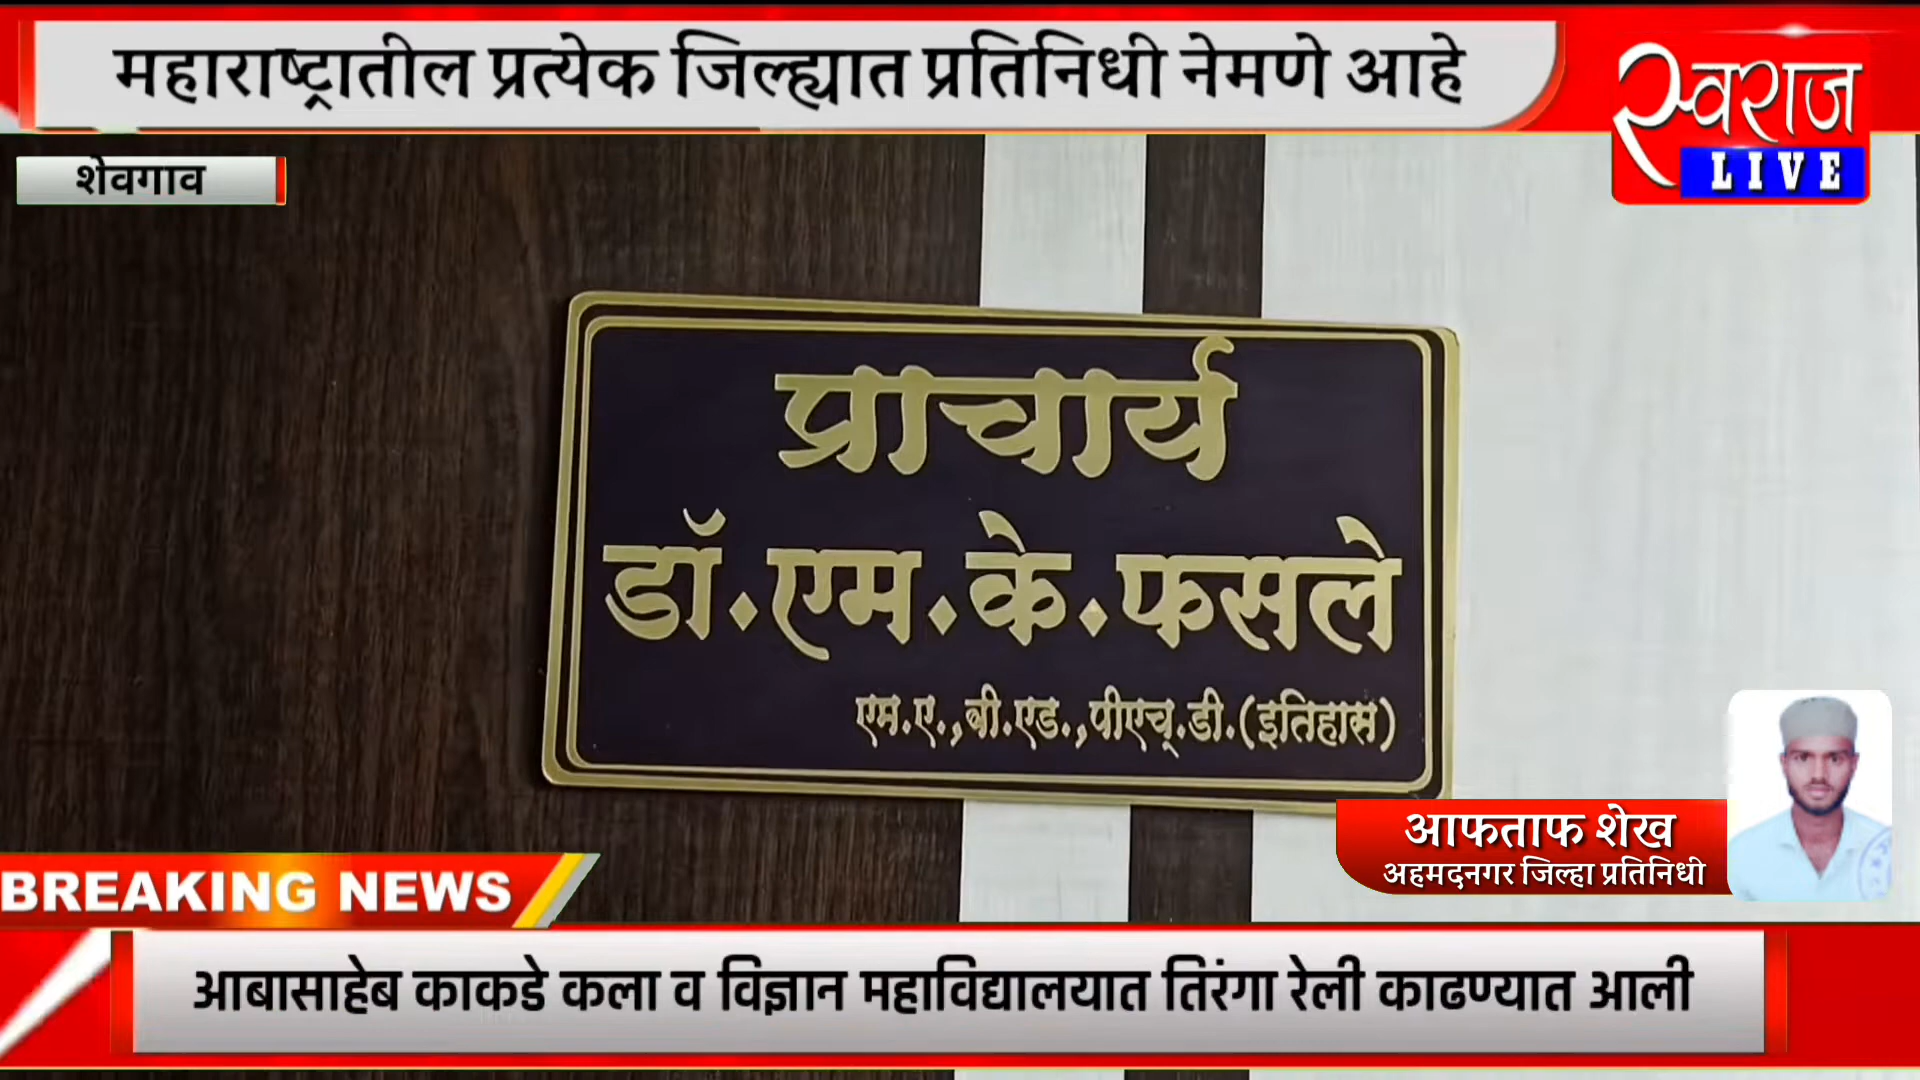 महाराष्ट्रातील प्रत्येक जिल्ह्यात प्रतिनिधी नेमणे आहे
स्वराज
LIVE
शेवगाव
प्राचार्य
डॉ.एम.के.फसले
एम.ए.,बी.एड.,पीएच्.डी.(इतिहास)
आफताफ शेख
अहमदनगर जिल्हा प्रतिनिधी
BREAKING NEWS
आबासाहेब काकडे कला व विज्ञान महाविद्यालयात तिरंगा रेली काढण्यात आली